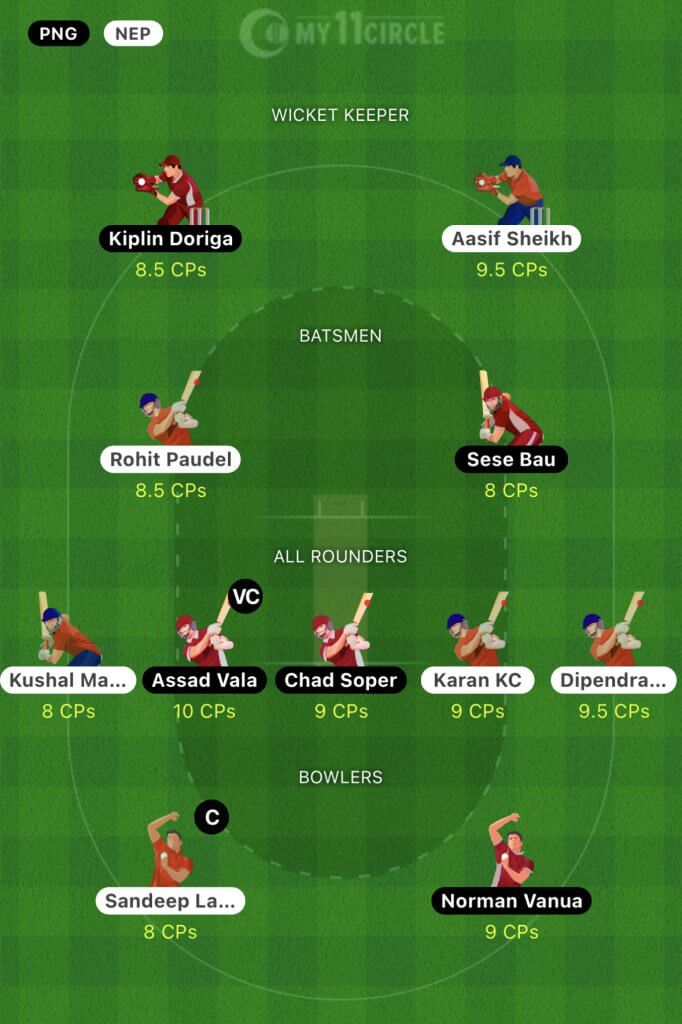 PNG NEP MY11CIRCLE
WICKET KEEPER
Kiplin Doriga Aasif Sheikh
8.5 CPs 9.5 CPs
BATSMEN
Rohit Paudel Sese Bau
8.5 CPs 8 CPs
ALL ROUNDERS
VC
Kushal Ma... Assad Vala Chad Soper Karan KC Dipendra...
8 CPs 10 CPs 9 CPs 9 CPs 9.5 CPs
BOWLERS
C
Sandeep La... Norman Vanua
8 CPs 9 CPs